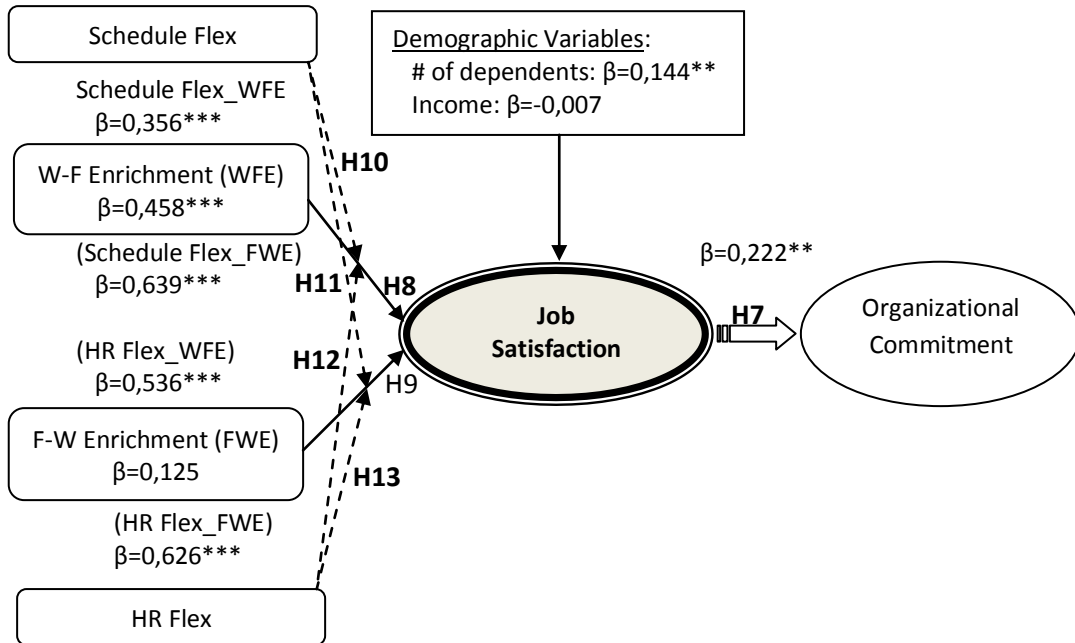 Schedule Flex
Demographic Variables:
# of dependents: β=0,144**
Income: β=-0,007
Schedule Flex_WFE
β=0,356***
H10
W-F Enrichment (WFE)
β=0,458***
(Schedule Flex_FWE)
β=0,639***
H11
H8
β=0,222**
Job
Satisfaction
H7
Organizational
Commitment
(HR Flex_WFE)
β=0,536***
H12
H9
F-W Enrichment (FWE)
β=0,125
H13
(HR Flex_FWE)
β=0,626***
HR Flex